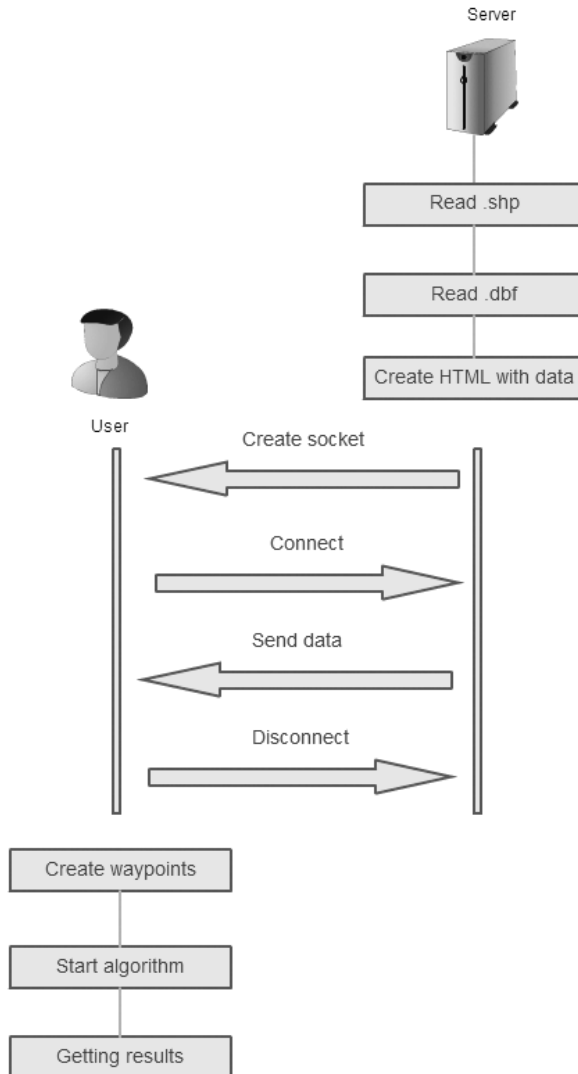 Server
Read .shp
Read .dbf
Create HTML with data
User
Create socket
Connect
Send data
Disconnect
Create waypoints
Start algorithm
Getting results